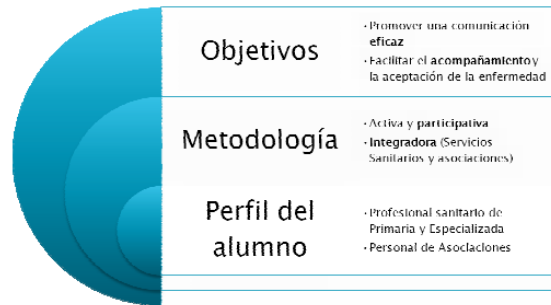 Objetivos
· Promover una comunicación
eficaz
· Facilitar el acompañamiento y
la aceptación de la enfermedad
Metodología
· Activa y participativa
· Integradora (Servicios
Sanitarios y asociaciones)
Perfil del
alumno
· Profesional sanitario de
Primaria y Especializada
· Personal de Asociaciones